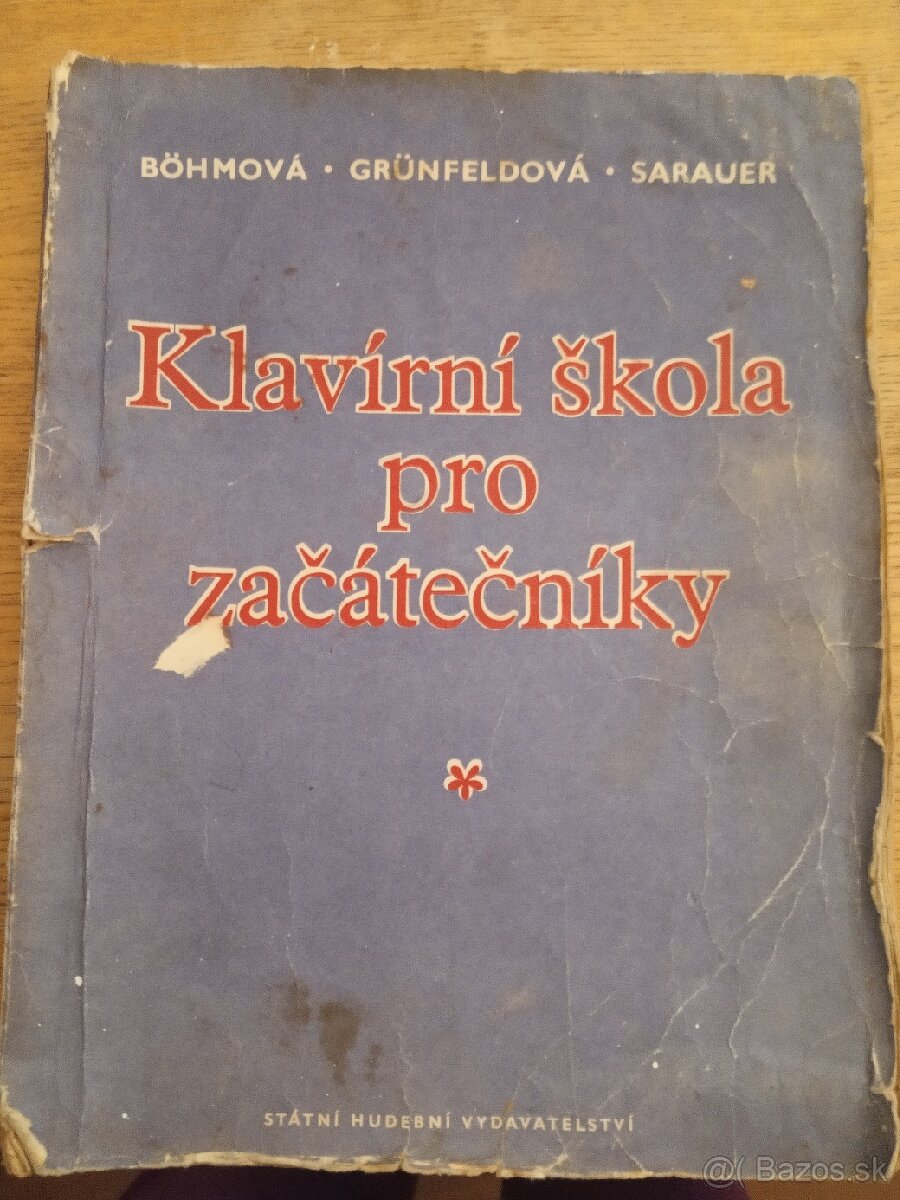 BÖHMOVÁ · GRÜNFELDOVÁ · SARAUER
Klavírní škola
pro
začátečníky
*
STÁTNÍ HUDEBNÍ VYDAVATELSTVÍ
@( Bazos.sk